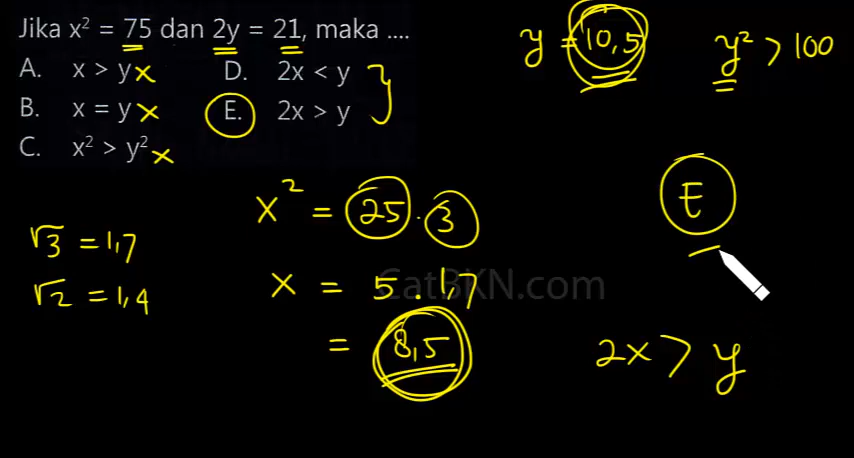 Jika x² = 75 dan 2y = 21, maka ....
A. x > y x
D. 2x < y
B. x = y x
E. 2x > y
C. x² > y² x
y = 10,5
y² > 100
√3 = 1,7
√2 = 1,4
x² = 25 . 3
x = 5 . 1,7
= 8,5
E
2x > y
CatBKN.com